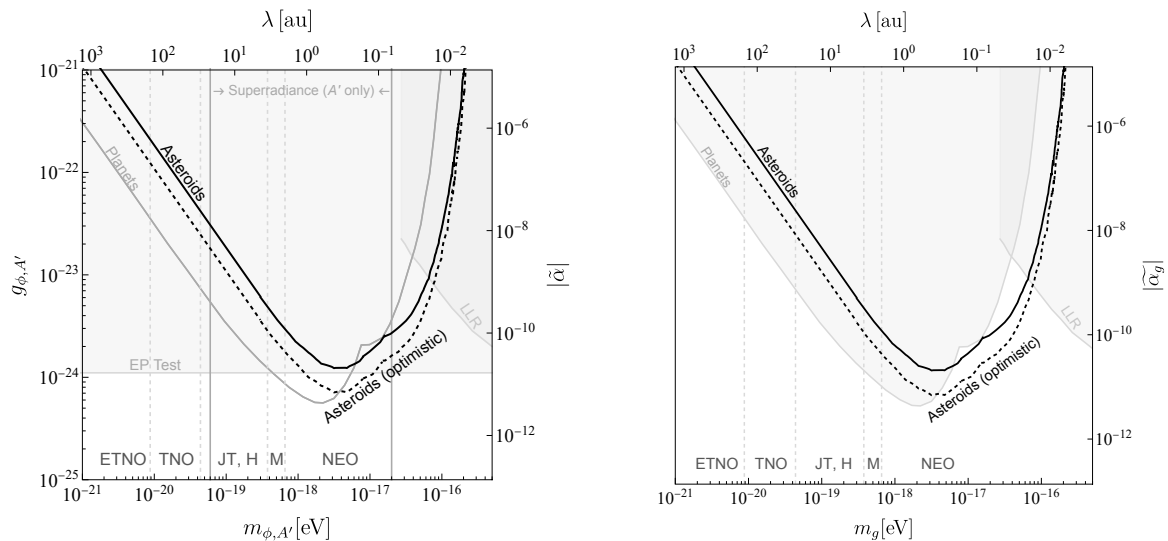 λ [au]
10³ 10² 10¹ 10⁰ 10⁻¹ 10⁻²
10⁻²¹
→ Superradiance (A′ only) ←
10⁻²²
10⁻²³
10⁻²⁴
10⁻²⁵
g_ϕ,A′
Planets
Asteroids
EP Test
LLR
Asteroids (optimistic)
ETNO TNO JT, H M NEO
10⁻⁶
10⁻⁸
10⁻¹⁰
10⁻¹²
|α̃|
10⁻²¹ 10⁻²⁰ 10⁻¹⁹ 10⁻¹⁸ 10⁻¹⁷ 10⁻¹⁶
m_ϕ,A′[eV]
λ [au]
10³ 10² 10¹ 10⁰ 10⁻¹ 10⁻²
Planets
Asteroids
LLR
Asteroids (optimistic)
ETNO TNO JT, H M NEO
10⁻⁶
10⁻⁸
10⁻¹⁰
10⁻¹²
|α̃_g|
10⁻²¹ 10⁻²⁰ 10⁻¹⁹ 10⁻¹⁸ 10⁻¹⁷ 10⁻¹⁶
m_g[eV]